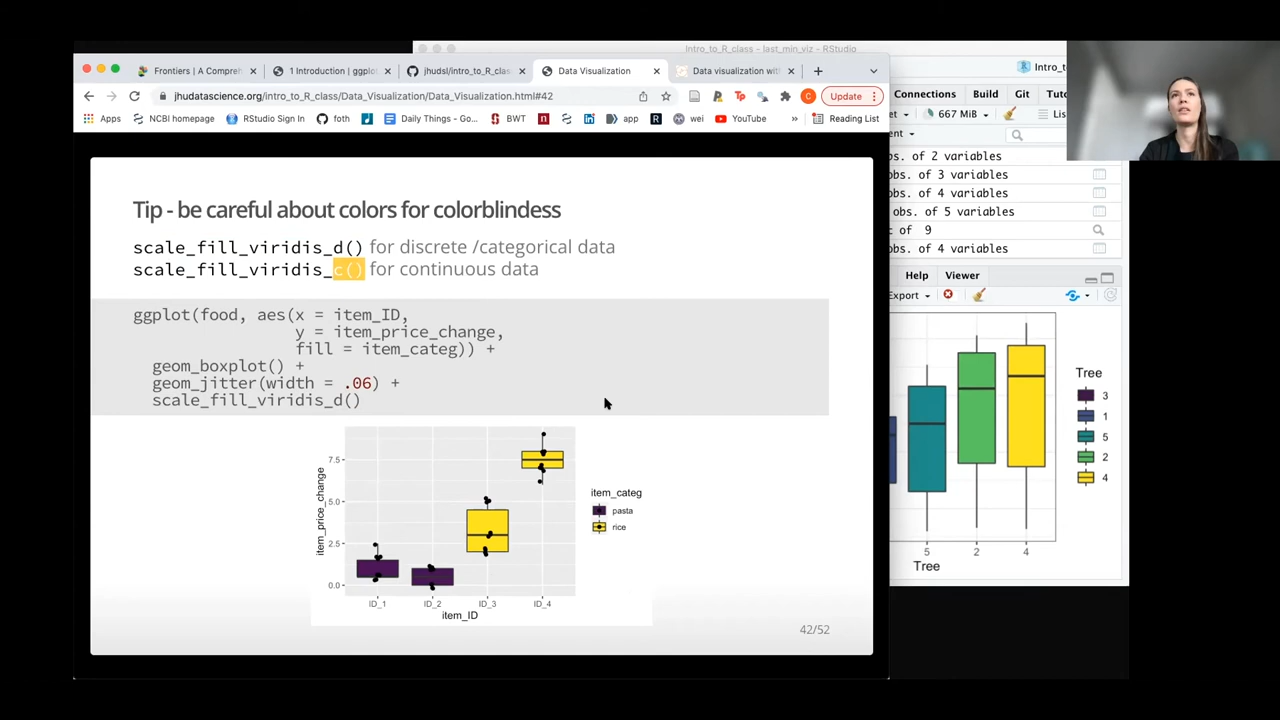 Intro_to_R_class - last_min_viz - RStudio
Frontiers | A Compreh
1 Introduction | ggplot
jhudsl/intro_to_R_class
Data Visualization
Data visualization with
jhudatascience.org/intro_to_R_class/Data_Visualization/Data_Visualization.html#42
Update
Apps
NCBI homepage
RStudio Sign In
foth
Daily Things - Go...
BWT
app
wei
YouTube
»
Reading List
Tip - be careful about colors for colorblindess
scale_fill_viridis_d() for discrete /categorical data
scale_fill_viridis_c() for continuous data
ggplot(food, aes(x = item_ID,
y = item_price_change,
fill = item_categ)) +
geom_boxplot() +
geom_jitter(width = .06) +
scale_fill_viridis_d()
item_price_change
7.5
5.0
2.5
0.0
ID_1
ID_2
ID_3
ID_4
item_ID
item_categ
pasta
rice
42/52
Intro_to
Connections
Build
Git
Tuto
667 MiB
Lis
obs. of 2 variables
obs. of 3 variables
obs. of 4 variables
obs. of 5 variables
of 9
obs. of 4 variables
Help
Viewer
Export
Tree
3
1
5
2
4
5
2
4
Tree